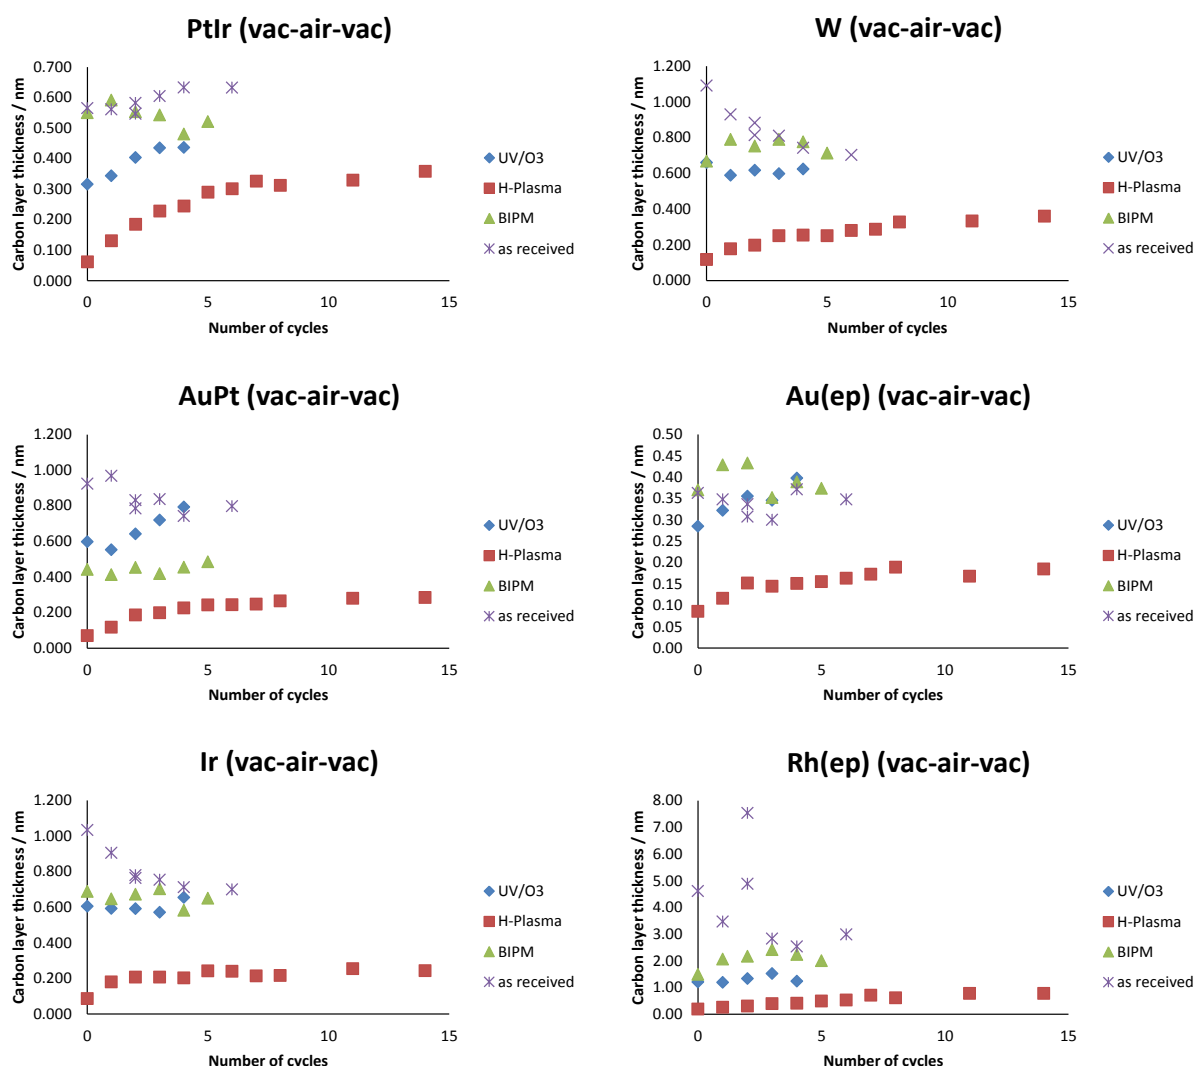 PtIr (vac-air-vac)
Carbon layer thickness / nm
0.700
0.600
0.500
0.400
0.300
0.200
0.100
0.000
0
5
10
15
Number of cycles
UV/O3
H-Plasma
BIPM
as received
W (vac-air-vac)
Carbon layer thickness / nm
1.200
1.000
0.800
0.600
0.400
0.200
0.000
0
5
10
15
Number of cycles
UV/O3
H-Plasma
BIPM
as received
AuPt (vac-air-vac)
Carbon layer thickness / nm
1.200
1.000
0.800
0.600
0.400
0.200
0.000
0
5
10
15
Number of cycles
UV/O3
H-Plasma
BIPM
as received
Au(ep) (vac-air-vac)
Carbon layer thickness / nm
0.50
0.45
0.40
0.35
0.30
0.25
0.20
0.15
0.10
0.05
0.00
0
5
10
15
Number of cycles
UV/O3
H-Plasma
BIPM
as received
Ir (vac-air-vac)
Carbon layer thickness / nm
1.200
1.000
0.800
0.600
0.400
0.200
0.000
0
5
10
15
Number of cycles
UV/O3
H-Plasma
BIPM
as received
Rh(ep) (vac-air-vac)
Carbon layer thickness / nm
8.00
7.00
6.00
5.00
4.00
3.00
2.00
1.00
0.00
0
5
10
15
Number of cycles
UV/O3
H-Plasma
BIPM
as received